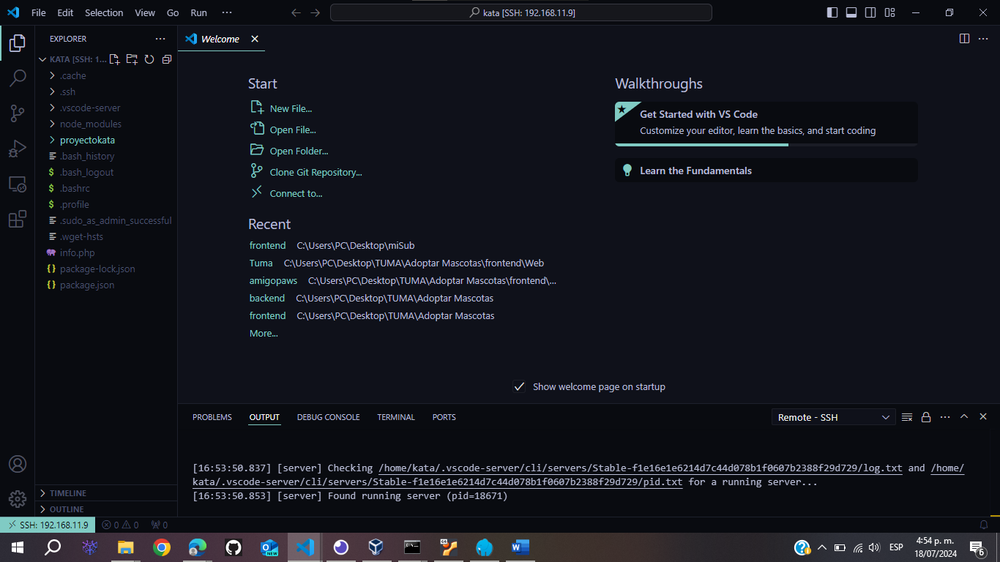 File Edit Selection View Go Run ···
kata [SSH: 192.168.11.9]
EXPLORER
Welcome
KATA [SSH: 1...
.cache
.ssh
.vscode-server
node_modules
proyectokata
.bash_history
.bash_logout
.bashrc
.profile
.sudo_as_admin_successful
.wget-hsts
info.php
package-lock.json
package.json
TIMELINE
OUTLINE
Start
New File...
Open File...
Open Folder...
Clone Git Repository...
Connect to...
Recent
frontend C:\Users\PC\Desktop\miSub
Tuma C:\Users\PC\Desktop\TUMA\Adoptar Mascotas\frontend\Web
amigopaws C:\Users\PC\Desktop\TUMA\Adoptar Mascotas\frontend\...
backend C:\Users\PC\Desktop\TUMA\Adoptar Mascotas
frontend C:\Users\PC\Desktop\TUMA\Adoptar Mascotas
More...
Walkthroughs
Get Started with VS Code
Customize your editor, learn the basics, and start coding
Learn the Fundamentals
Show welcome page on startup
PROBLEMS OUTPUT DEBUG CONSOLE TERMINAL PORTS
Remote - SSH
[16:53:50.837] [server] Checking /home/kata/.vscode-server/cli/servers/Stable-f1e16e1e6214d7c44d078b1f0607b2388f29d729/log.txt and /home/
kata/.vscode-server/cli/servers/Stable-f1e16e1e6214d7c44d078b1f0607b2388f29d729/pid.txt for a running server...
[16:53:50.853] [server] Found running server (pid=18671)
SSH: 192.168.11.9 0 0 0
NEW
64
W
ESP
4:54 p. m.
18/07/2024
6